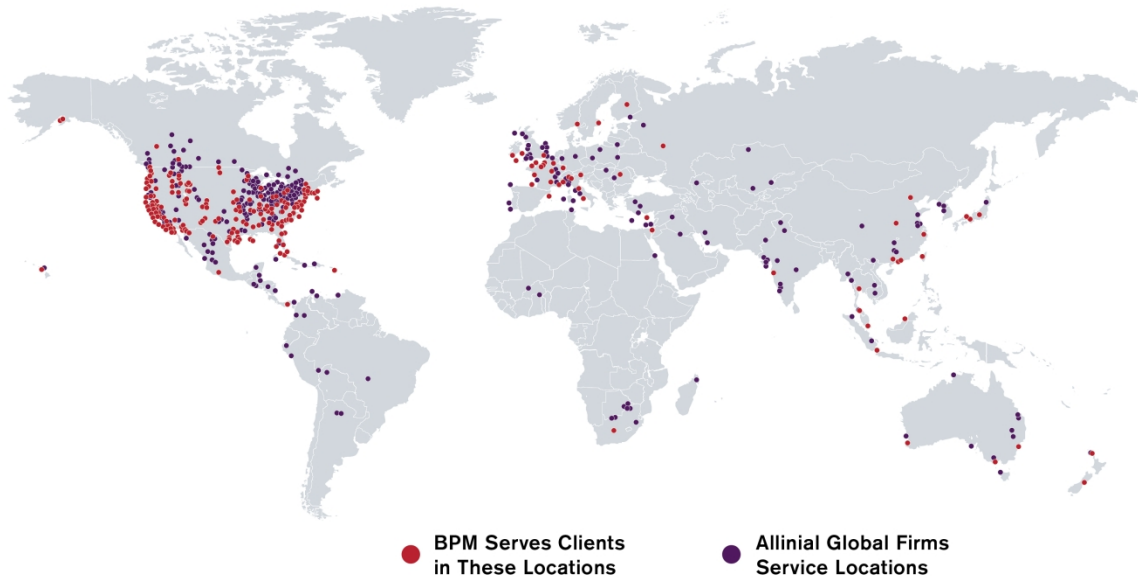 BPM Serves Clients
in These Locations
Allinial Global Firms
Service Locations